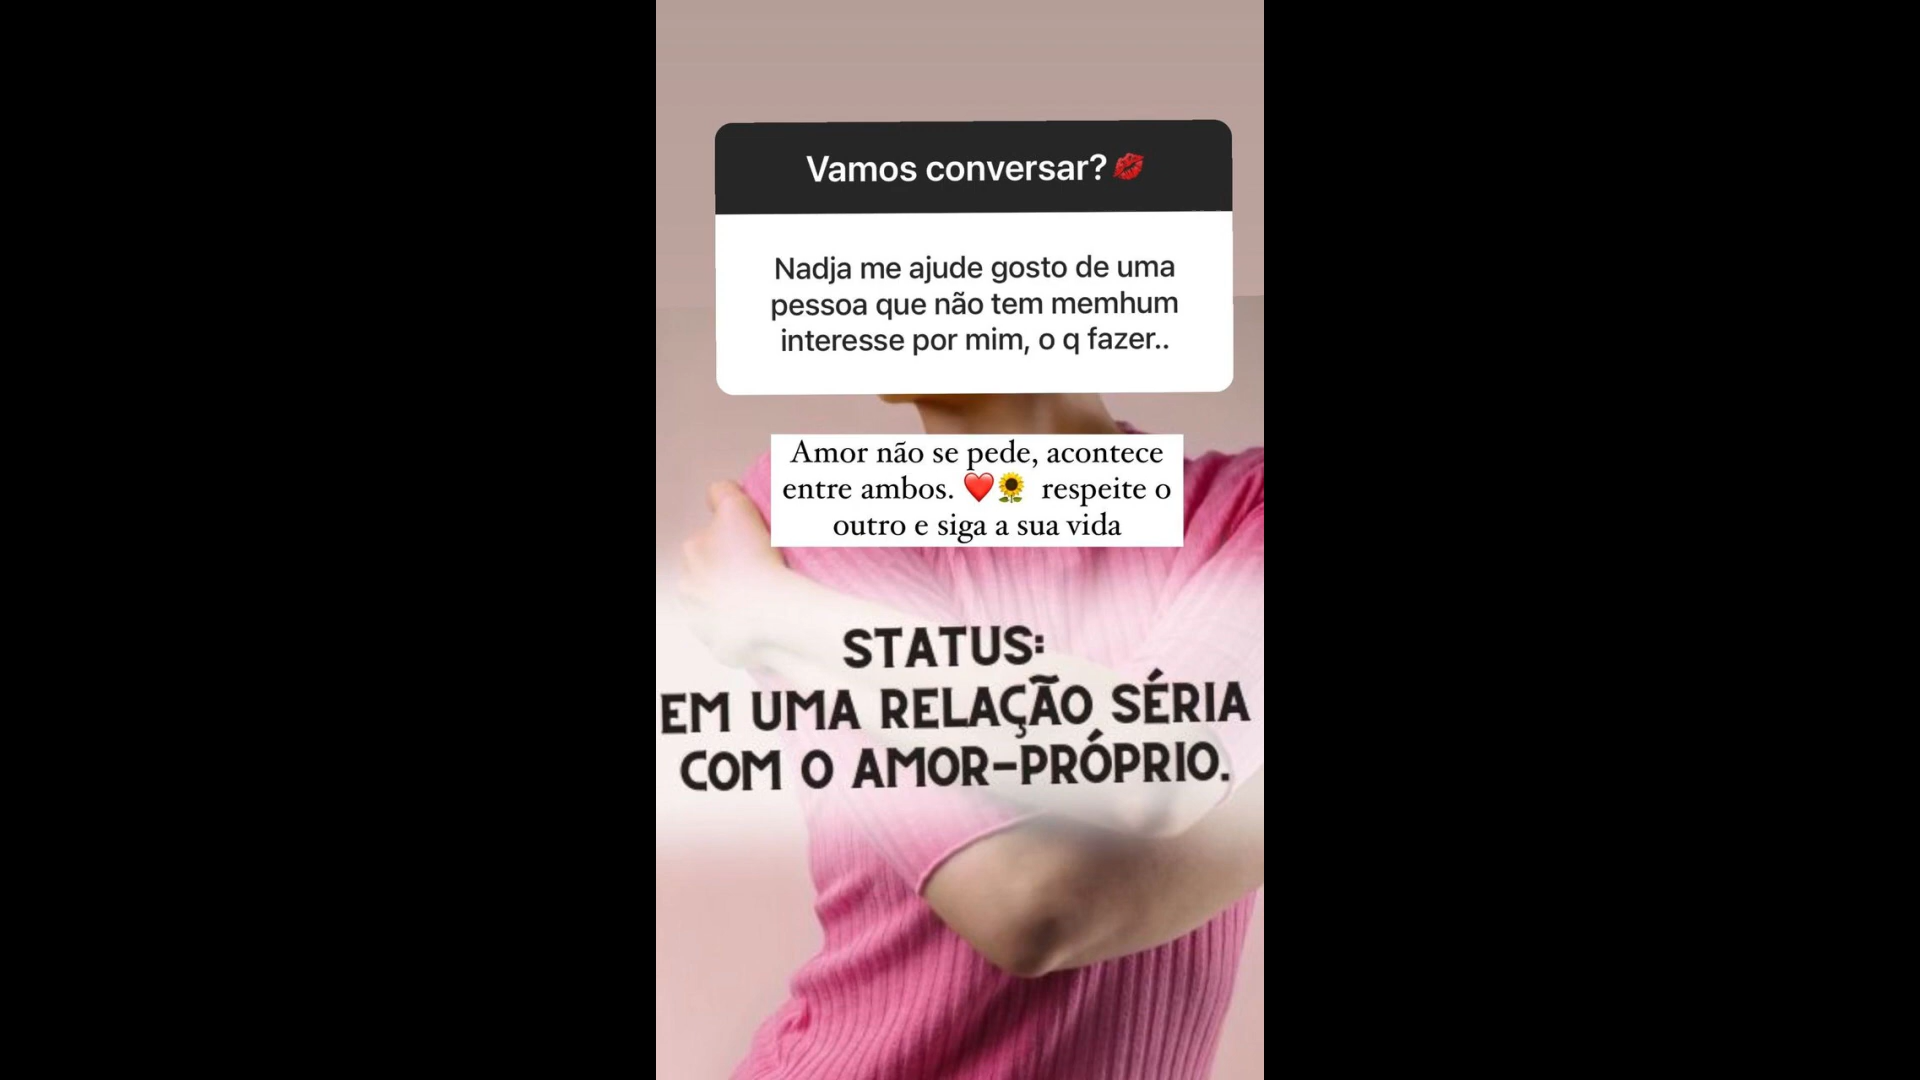 Vamos conversar?💋
Nadja me ajude gosto de uma
pessoa que não tem memhum
interesse por mim, o q fazer..
Amor não se pede, acontece
entre ambos. ❤️🌻 respeite o
outro e siga a sua vida
STATUS:
EM UMA RELAÇÃO SÉRIA
COM O AMOR-PRÓPRIO.